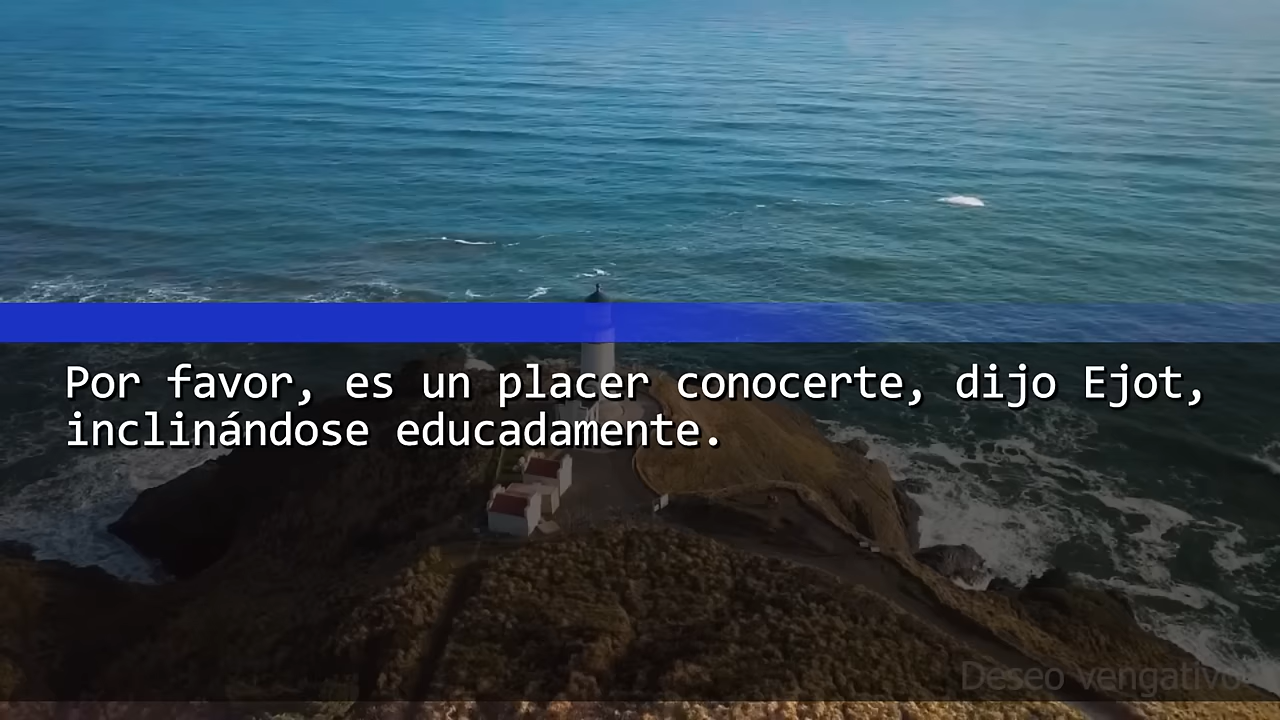 Por favor, es un placer conocerte, dijo Ejot,
inclinándose educadamente.
Deseo vengativo